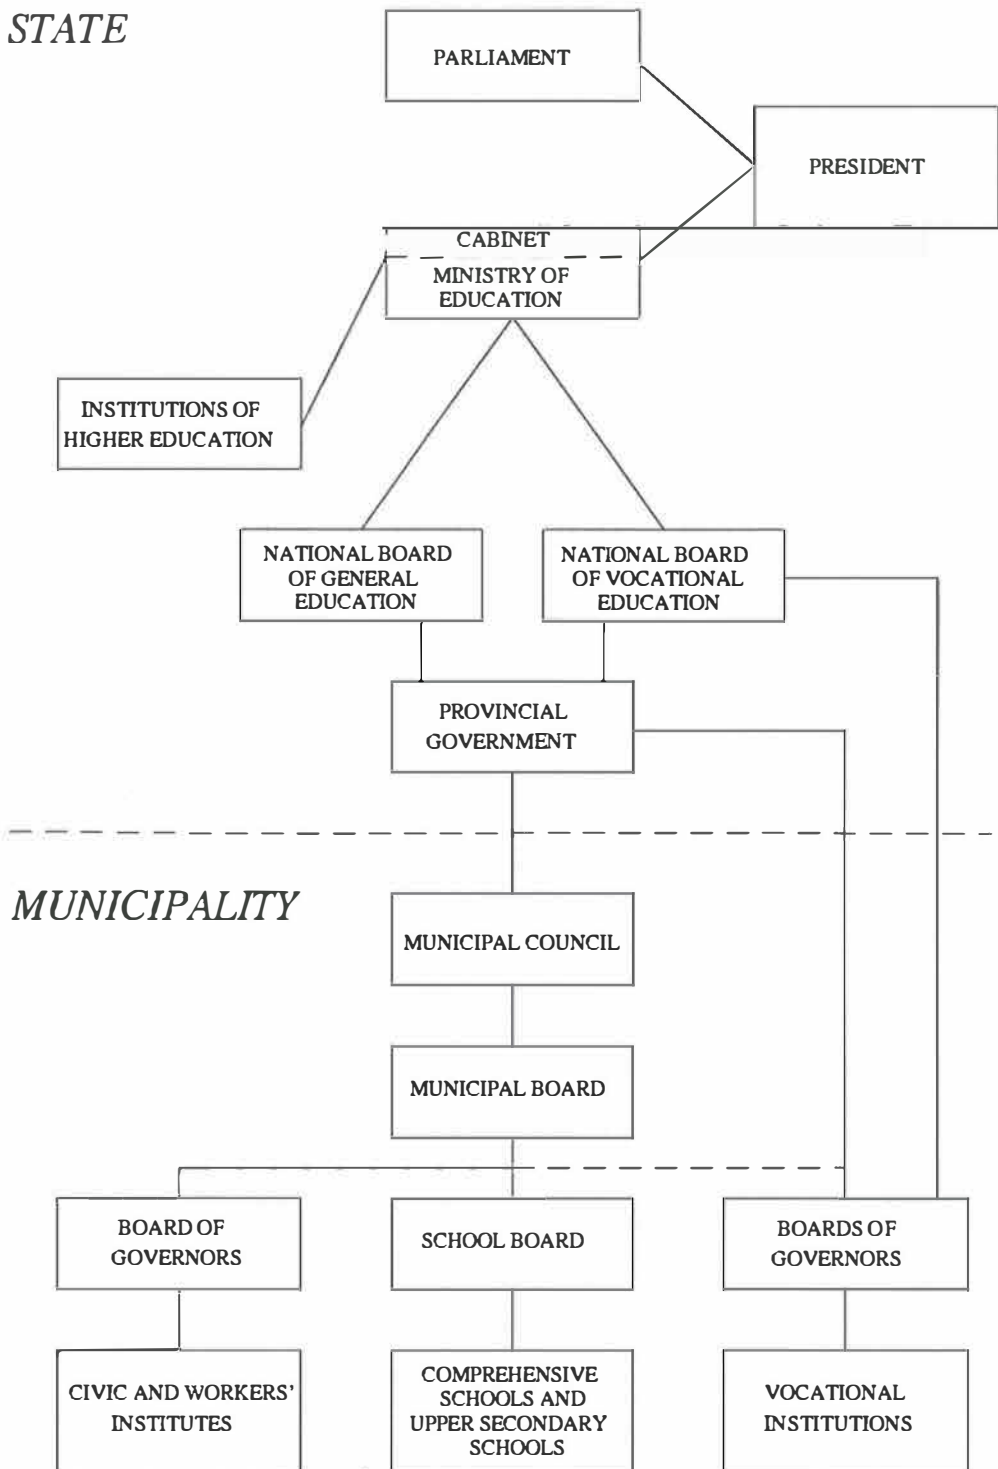 STATE
PARLIAMENT
PRESIDENT
CABINET
MINISTRY OF
EDUCATION
INSTITUTIONS OF
HIGHER EDUCATION
NATIONAL BOARD
OF GENERAL
EDUCATION
NATIONAL BOARD
OF VOCATIONAL
EDUCATION
PROVINCIAL
GOVERNMENT
MUNICIPALITY
MUNICIPAL COUNCIL
MUNICIPAL BOARD
BOARD OF
GOVERNORS
SCHOOL BOARD
BOARDS OF
GOVERNORS
CIVIC AND WORKERS'
INSTITUTES
COMPREHENSIVE
SCHOOLS AND
UPPER SECONDARY
SCHOOLS
VOCATIONAL
INSTITUTIONS